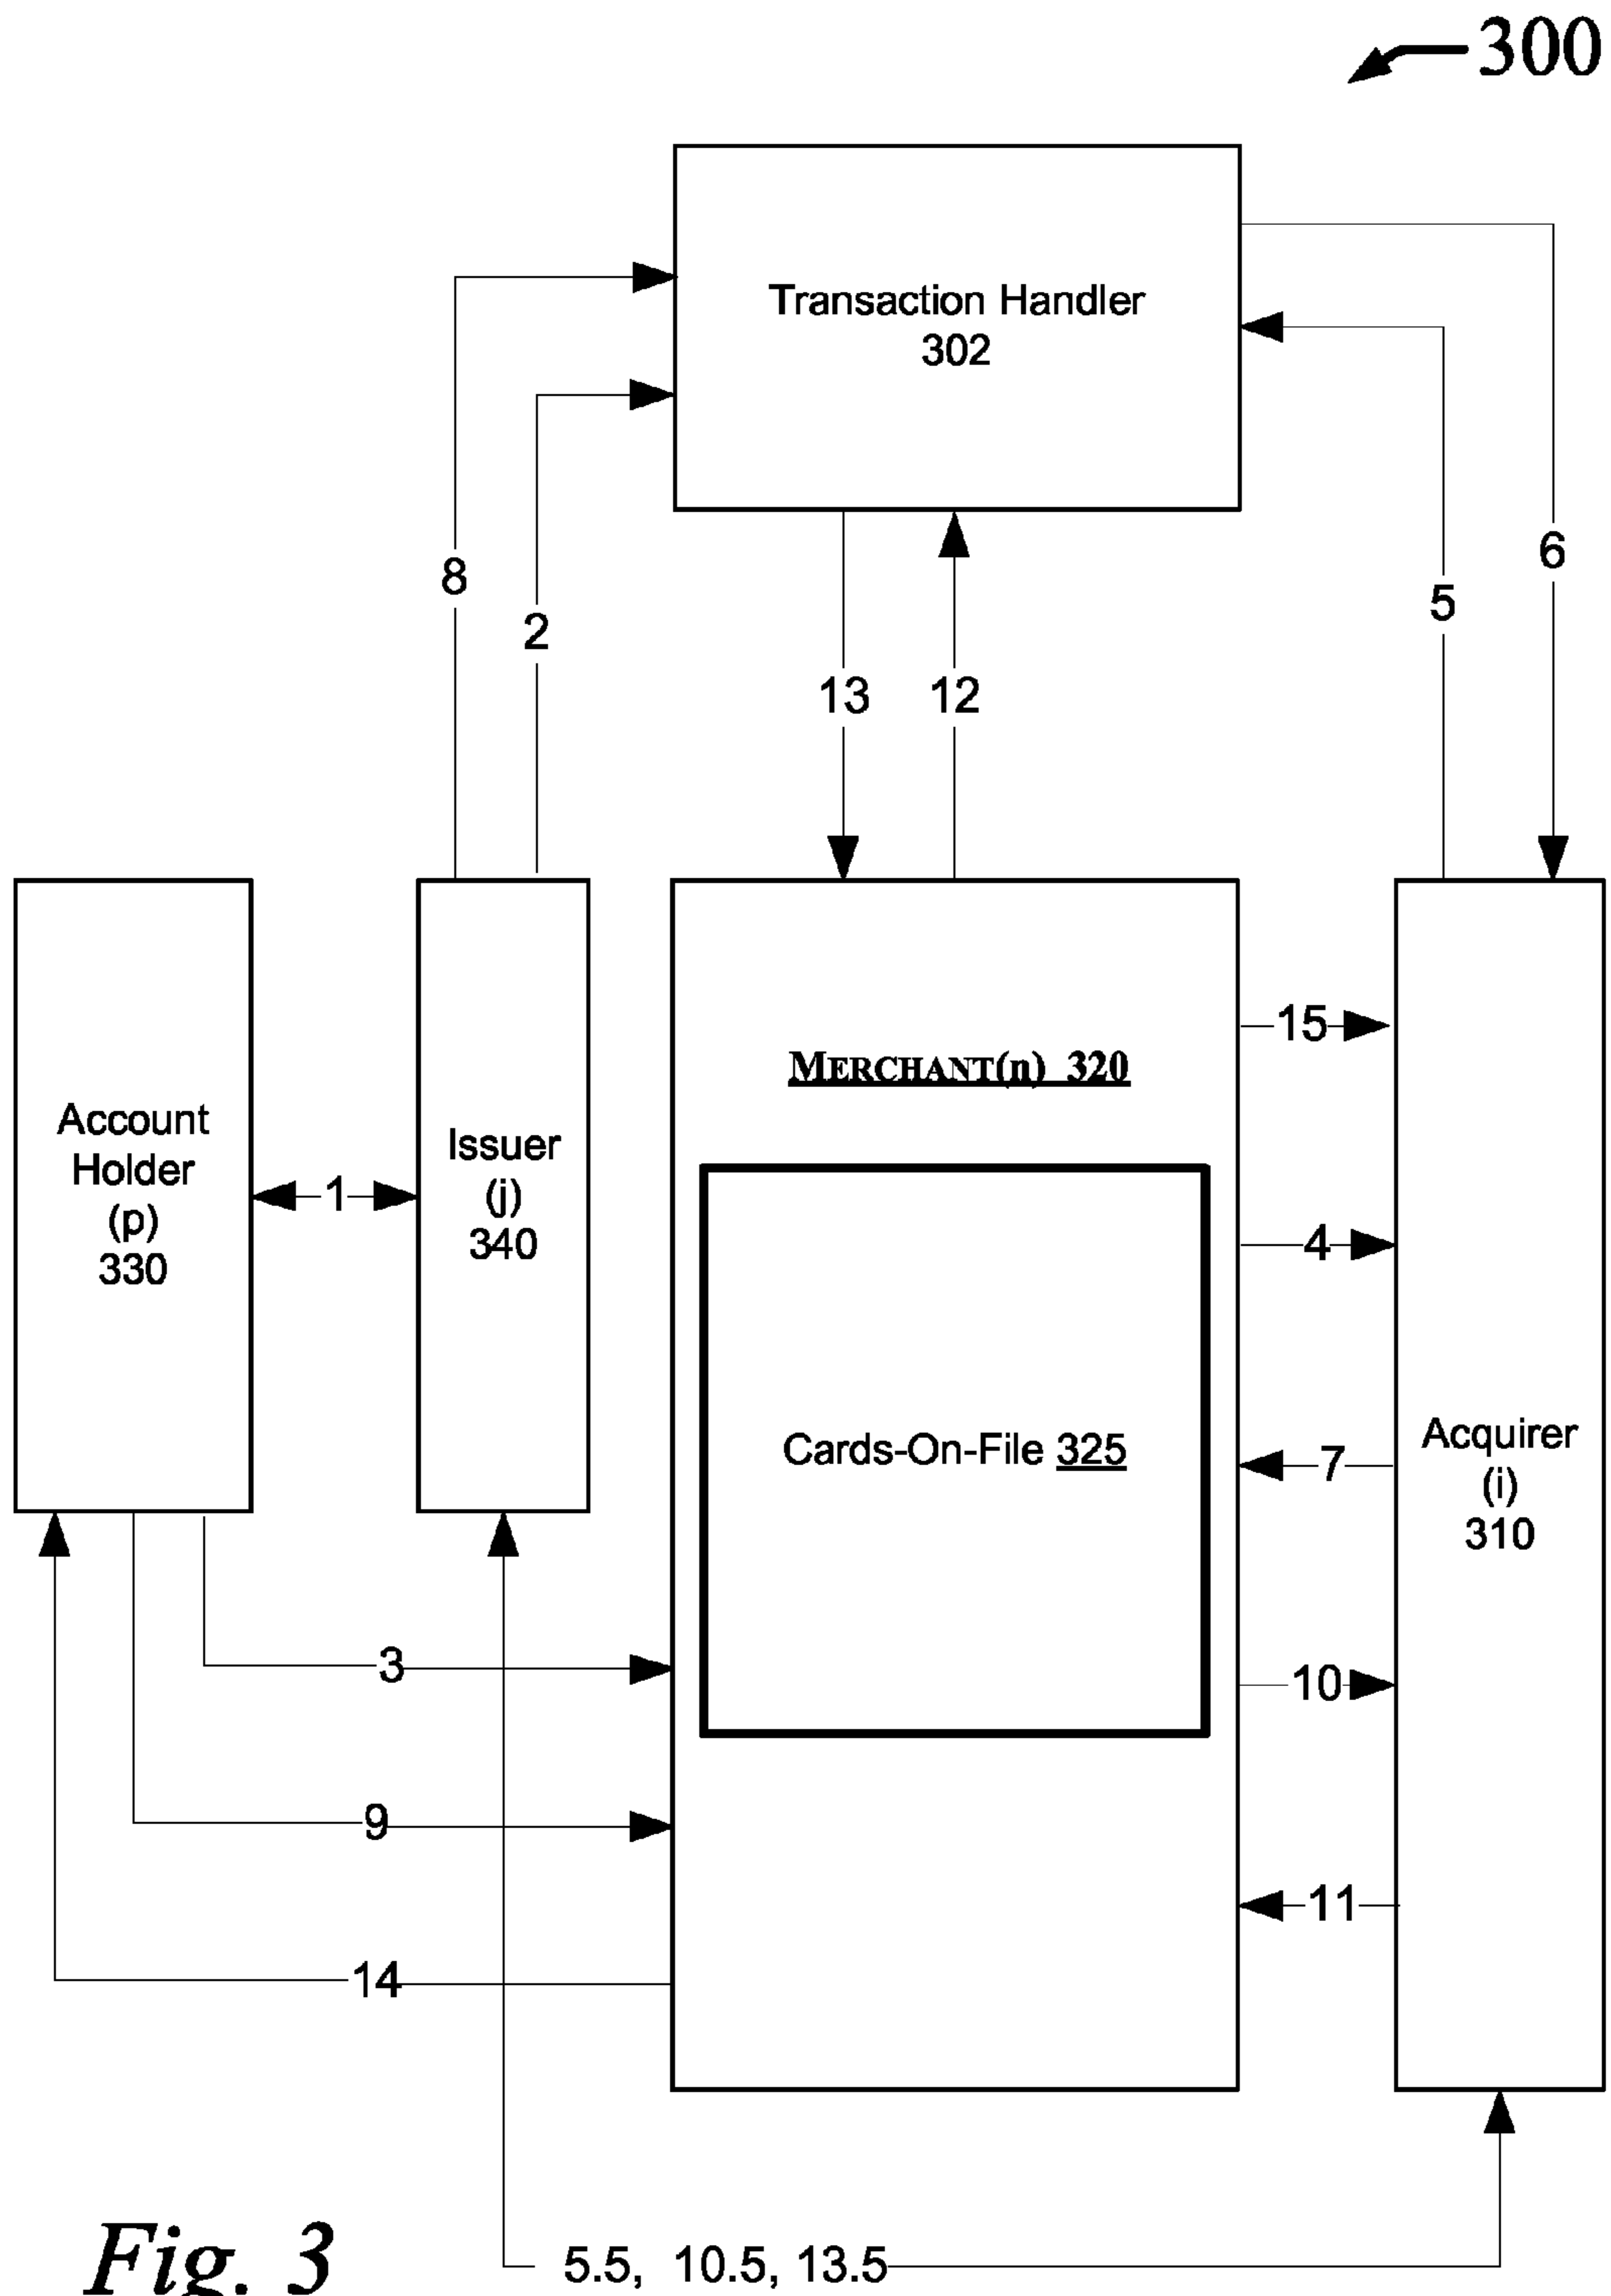 300
Transaction Handler
302
8
2
13
12
5
6
Account
Holder
(p)
330
1
Issuer
(j)
340
MERCHANT(n) 320
Cards-On-File 325
15
4
7
10
11
Acquirer
(i)
310
3
9
14
5.5, 10.5, 13.5
Fig. 3